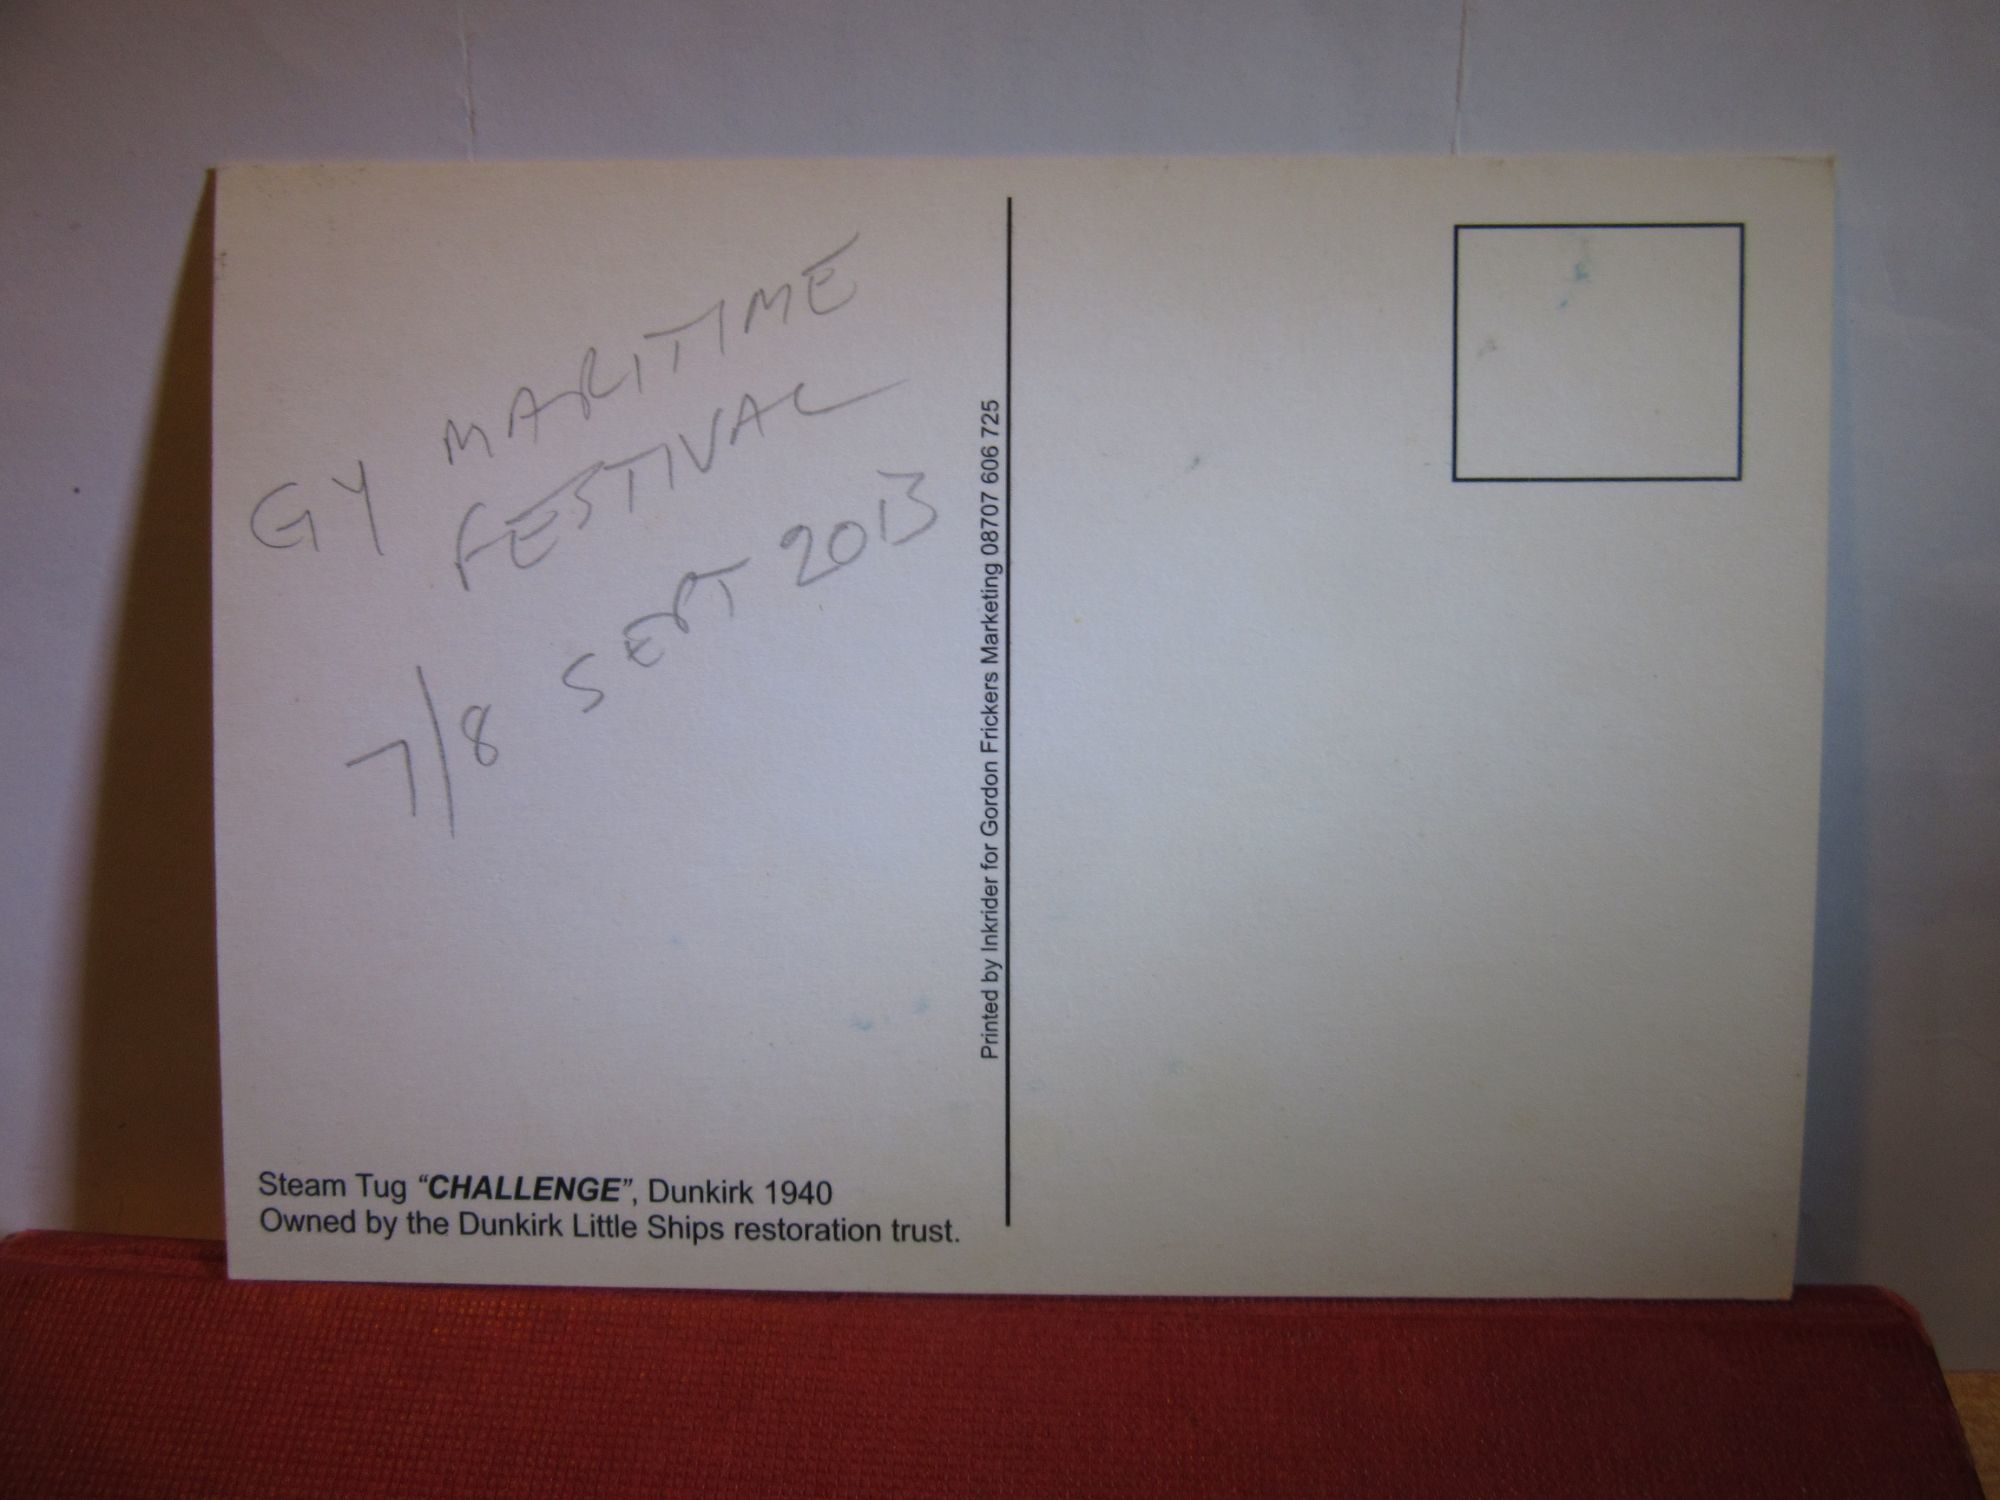 GY MARITIME
FESTIVAL
7/8 SEPT 2013
Printed by Inkrider for Gordon Frickers Marketing 08707 606 725
Steam Tug “CHALLENGE”, Dunkirk 1940
Owned by the Dunkirk Little Ships restoration trust.